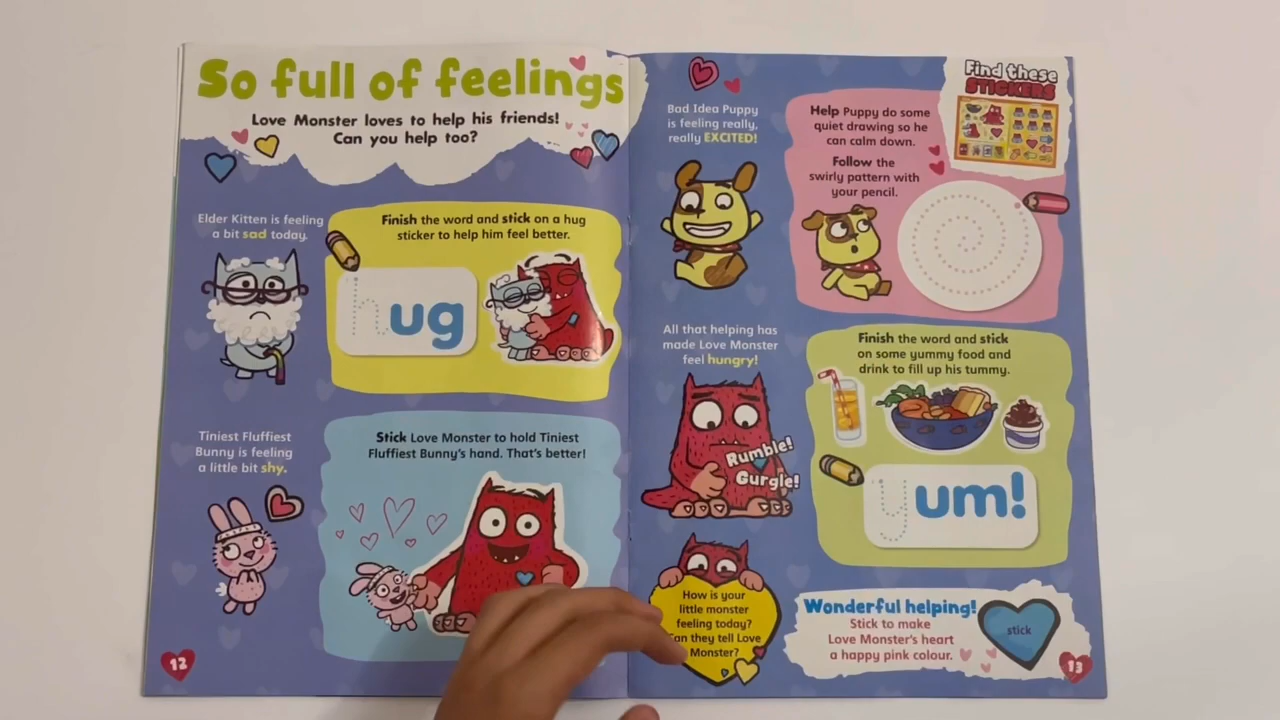 So full of feelings
Love Monster loves to help his friends!
Can you help too?
Elder Kitten is feeling
a bit sad today.
Finish the word and stick on a hug
sticker to help him feel better.
hug
Tiniest Fluffiest
Bunny is feeling
a little bit shy.
Stick Love Monster to hold Tiniest
Fluffiest Bunny's hand. That's better!
12
Bad Idea Puppy
is feeling really,
really EXCITED!
Help Puppy do some
quiet drawing so he
can calm down.
Follow the
swirly pattern with
your pencil.
Find these
STICKERS
All that helping has
made Love Monster
feel hungry!
Rumble!
Gurgle!
Finish the word and stick
on some yummy food and
drink to fill up his tummy.
yum!
How is your
little monster
feeling today?
Can they tell Love
Monster?
Wonderful helping!
Stick to make
Love Monster's heart
a happy pink colour.
stick
13